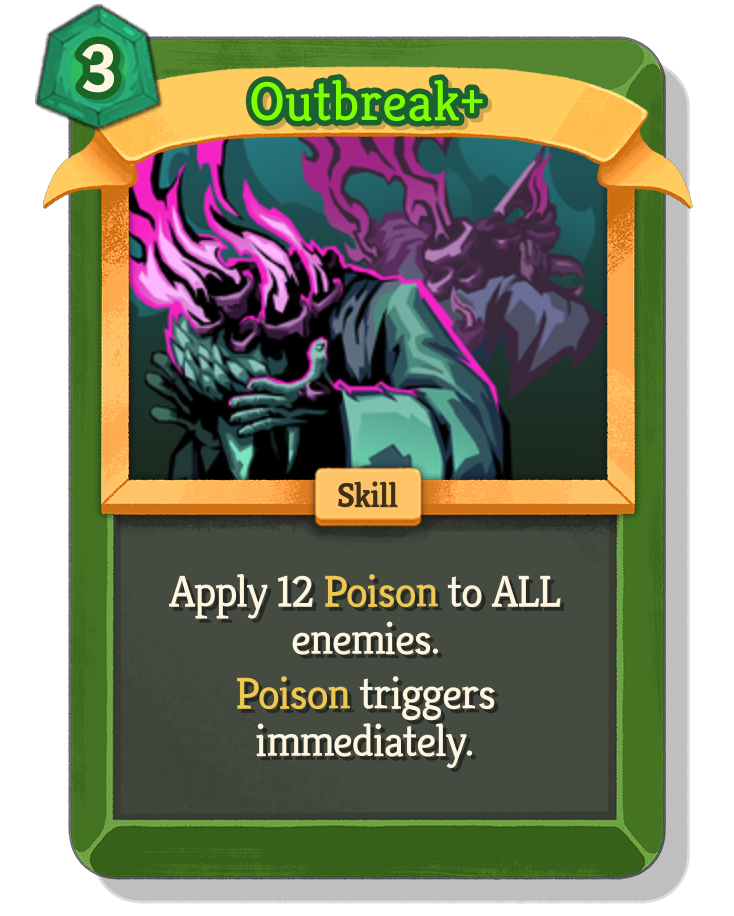 3
Outbreak+
Skill
Apply 12 Poison to ALL
enemies.
Poison triggers
immediately.